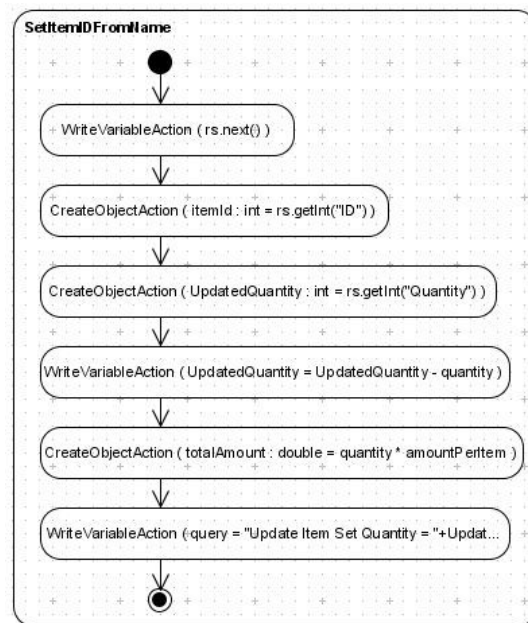 SetItemIDFromName
WriteVariableAction ( rs.next() )
CreateObjectAction ( itemId : int = rs.getInt("ID") )
CreateObjectAction ( UpdatedQuantity : int = rs.getInt("Quantity") )
WriteVariableAction ( UpdatedQuantity = UpdatedQuantity - quantity )
CreateObjectAction ( totalAmount : double = quantity * amountPerItem )
WriteVariableAction ( query = "Update Item Set Quantity = "+Updat...